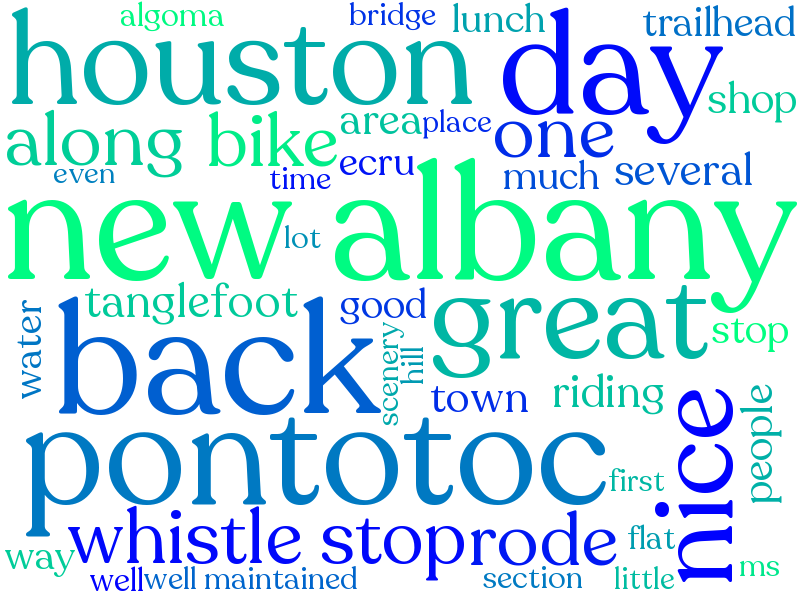 algoma
bridge
lunch
trailhead
houston
day
shop
along
bike
area
place
one
even
time
ecru
much
several
new albany
lot
tanglefoot
good
great
stop
water
back
scenery
hill
town
riding
nice
people
pontotoc
first
whistle stop
rode
flat
way
well
well maintained
section
little
ms